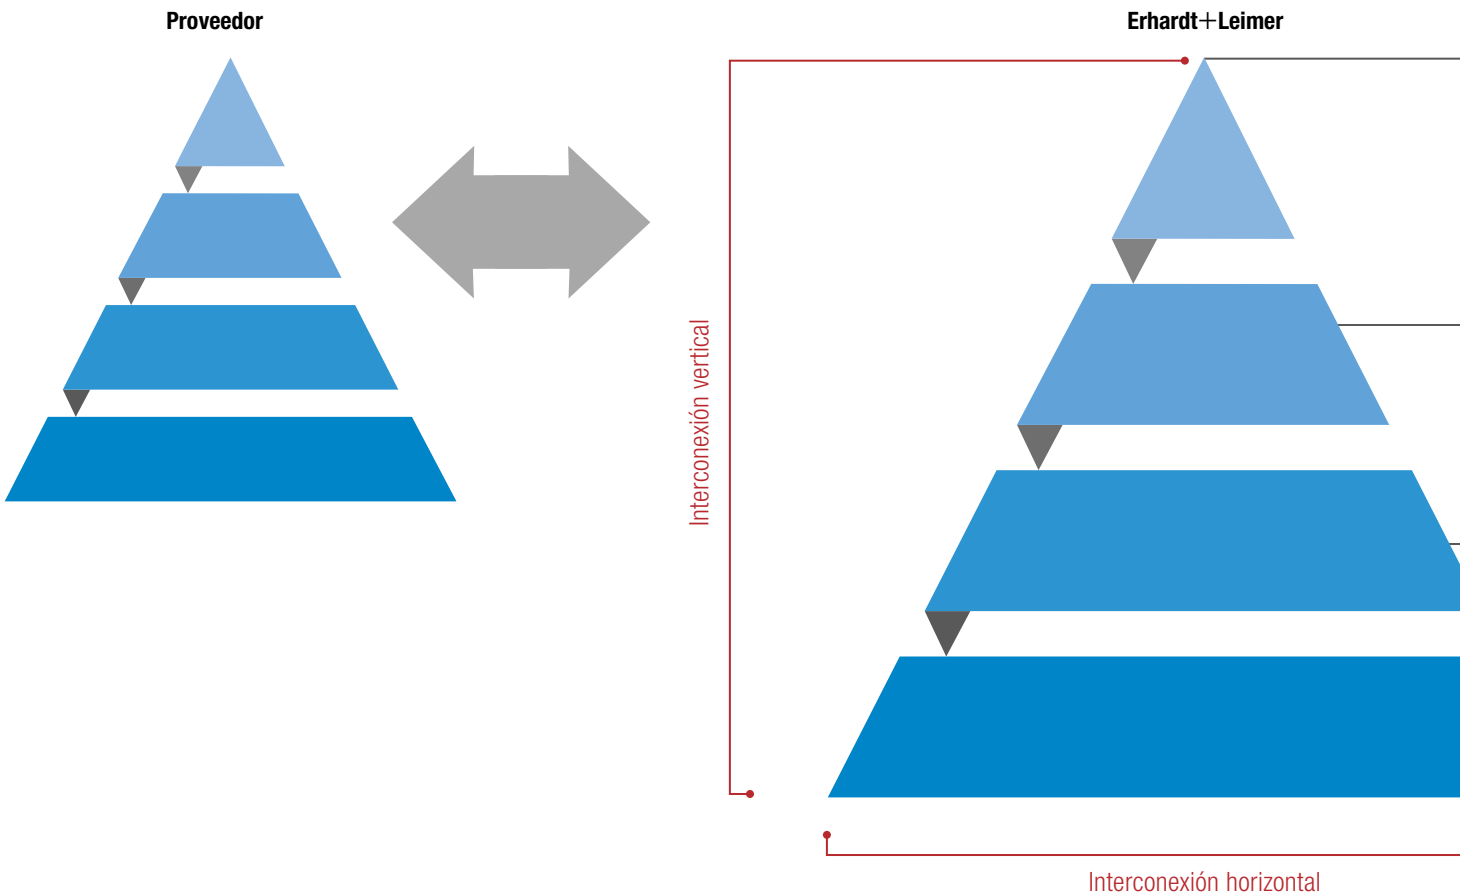 Proveedor
Erhardt+Leimer
Interconexión vertical
Interconexión horizontal